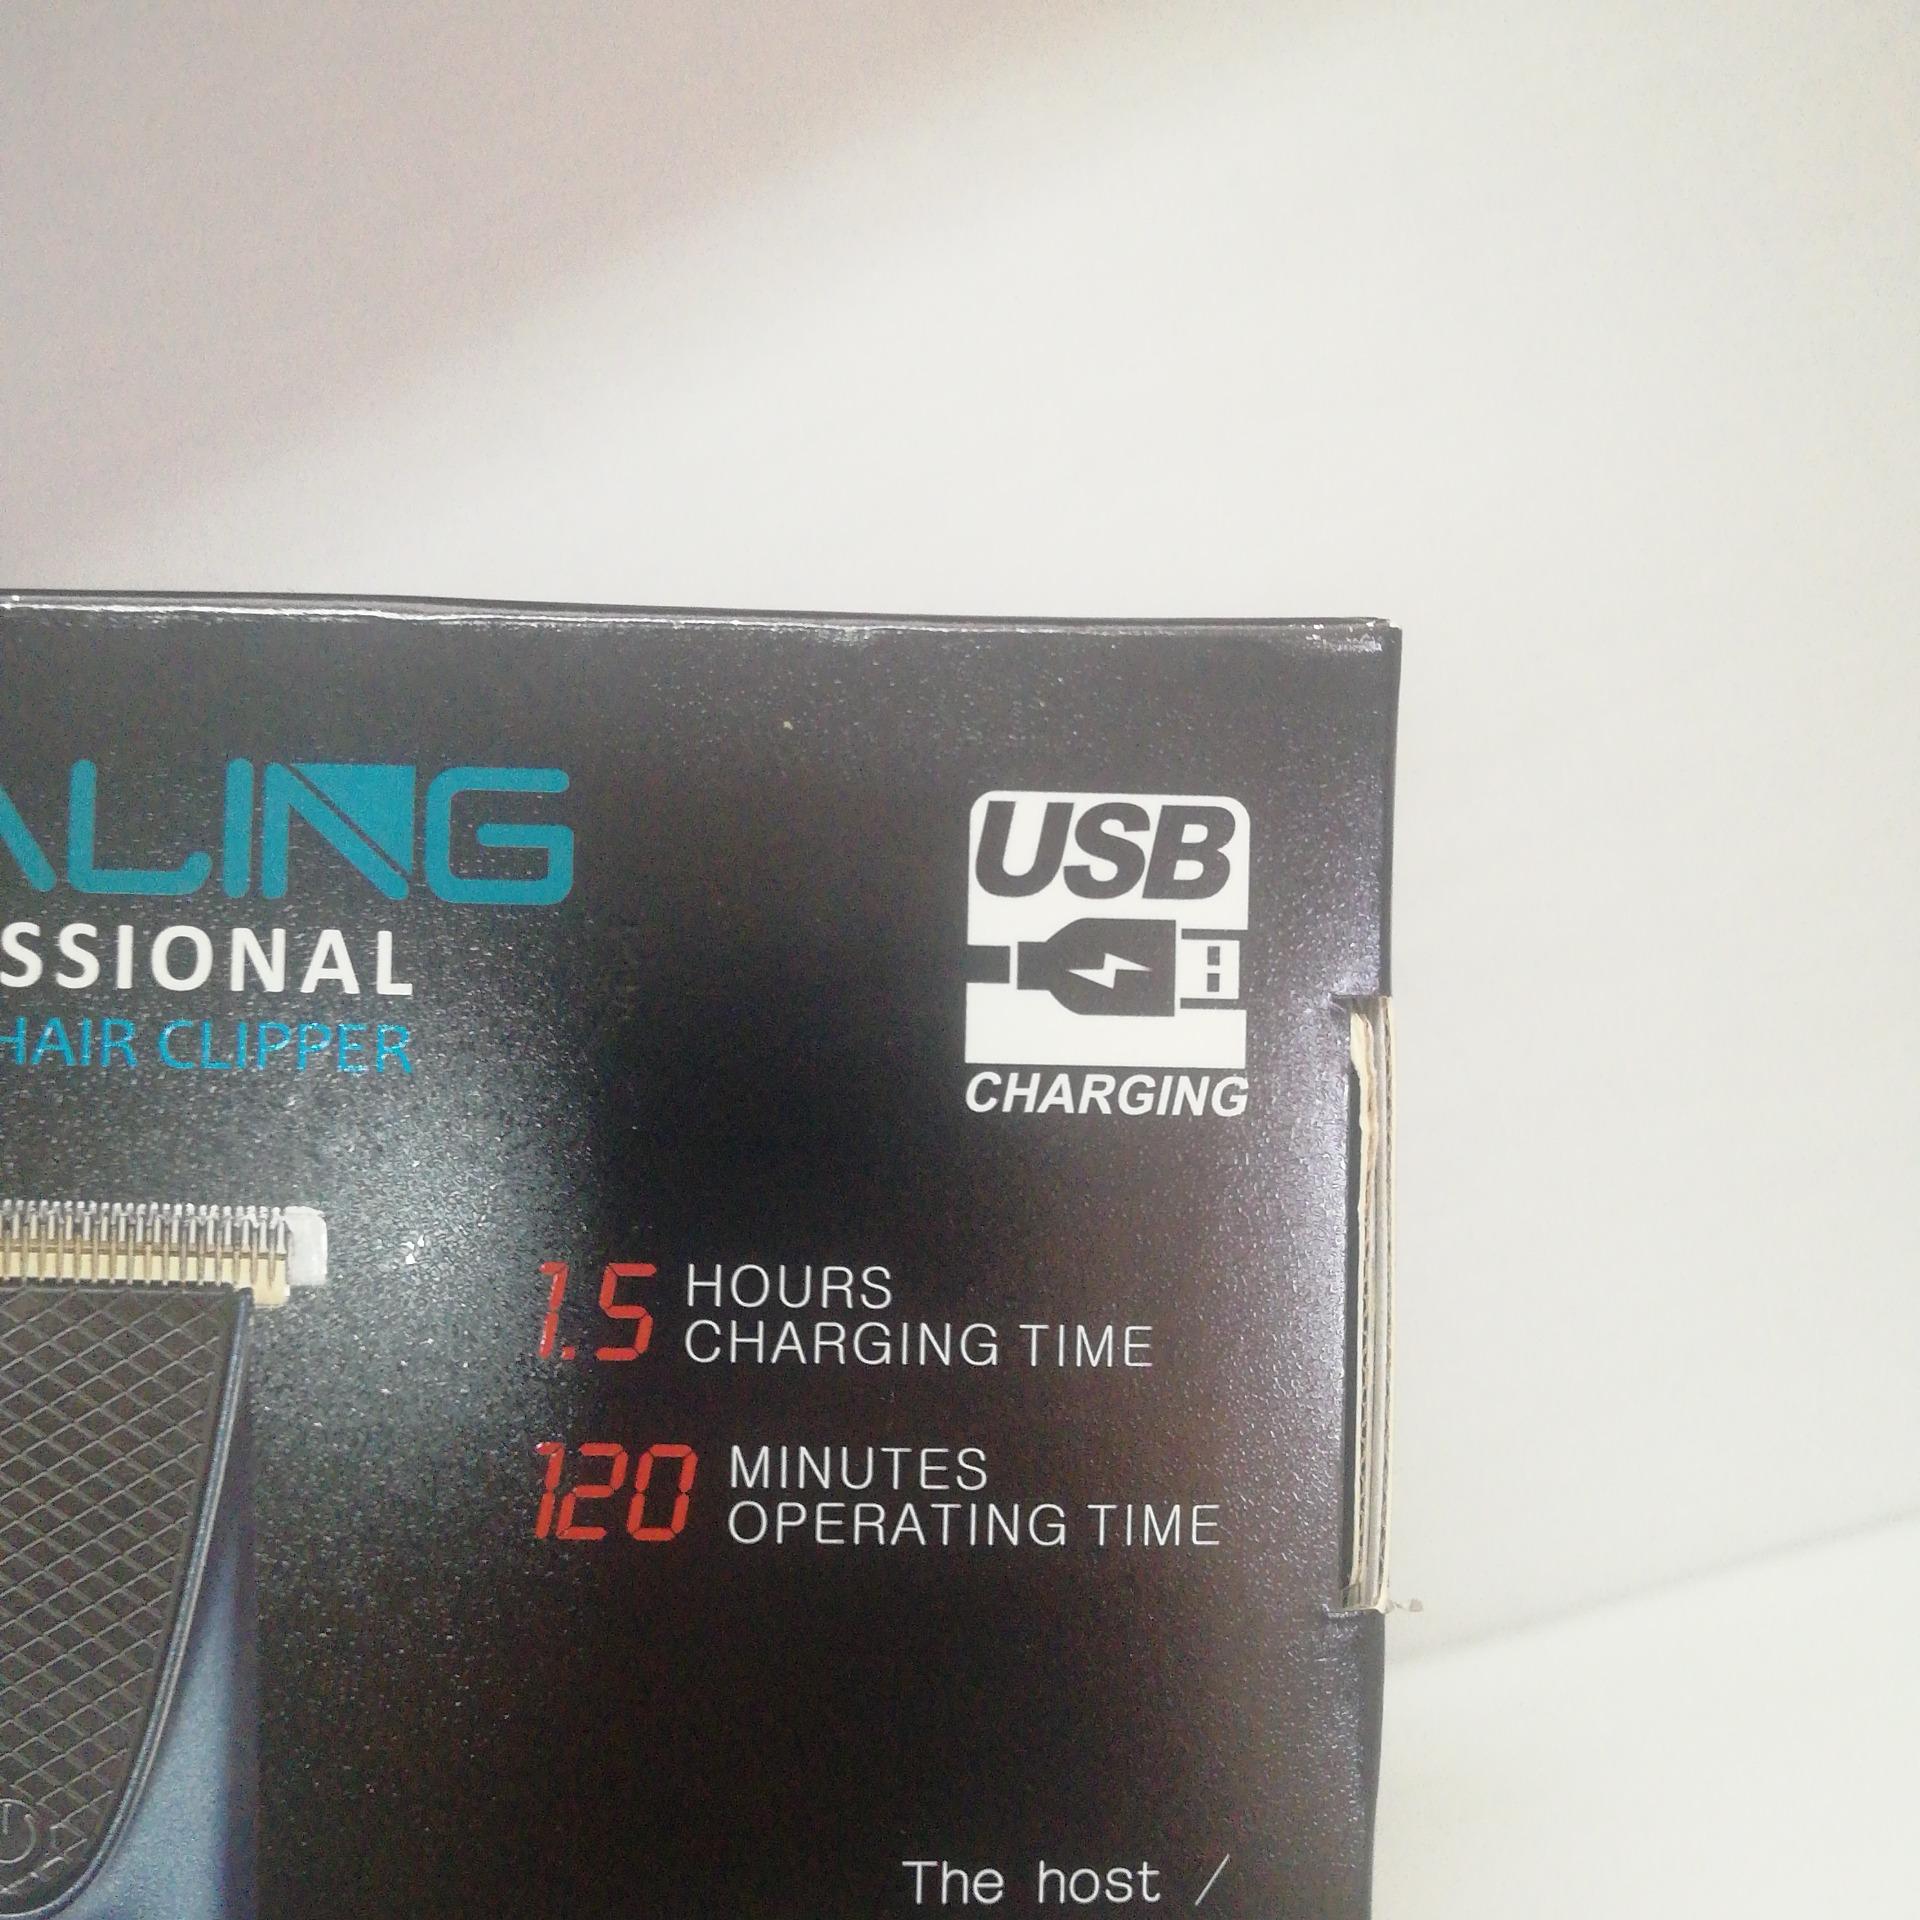 ALING
SSIONAL
HAIR CLIPPER
USB
CHARGING
1.5 HOURS
CHARGING TIME
120 MINUTES
OPERATING TIME
The host /